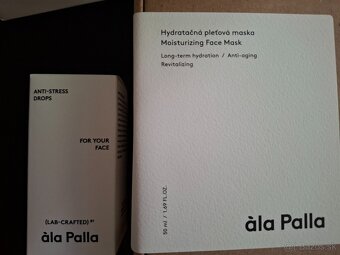 ANTI-STRESS
DROPS
FOR YOUR
FACE
(LAB-CRAFTED)
àla Palla
Hydratačná pleťová maska
Moisturizing Face Mask
Long-term hydration / Anti-aging
Revitalizing
50 ml / 1,69 FL. OZ.
àla Palla